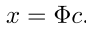 x = Φc.